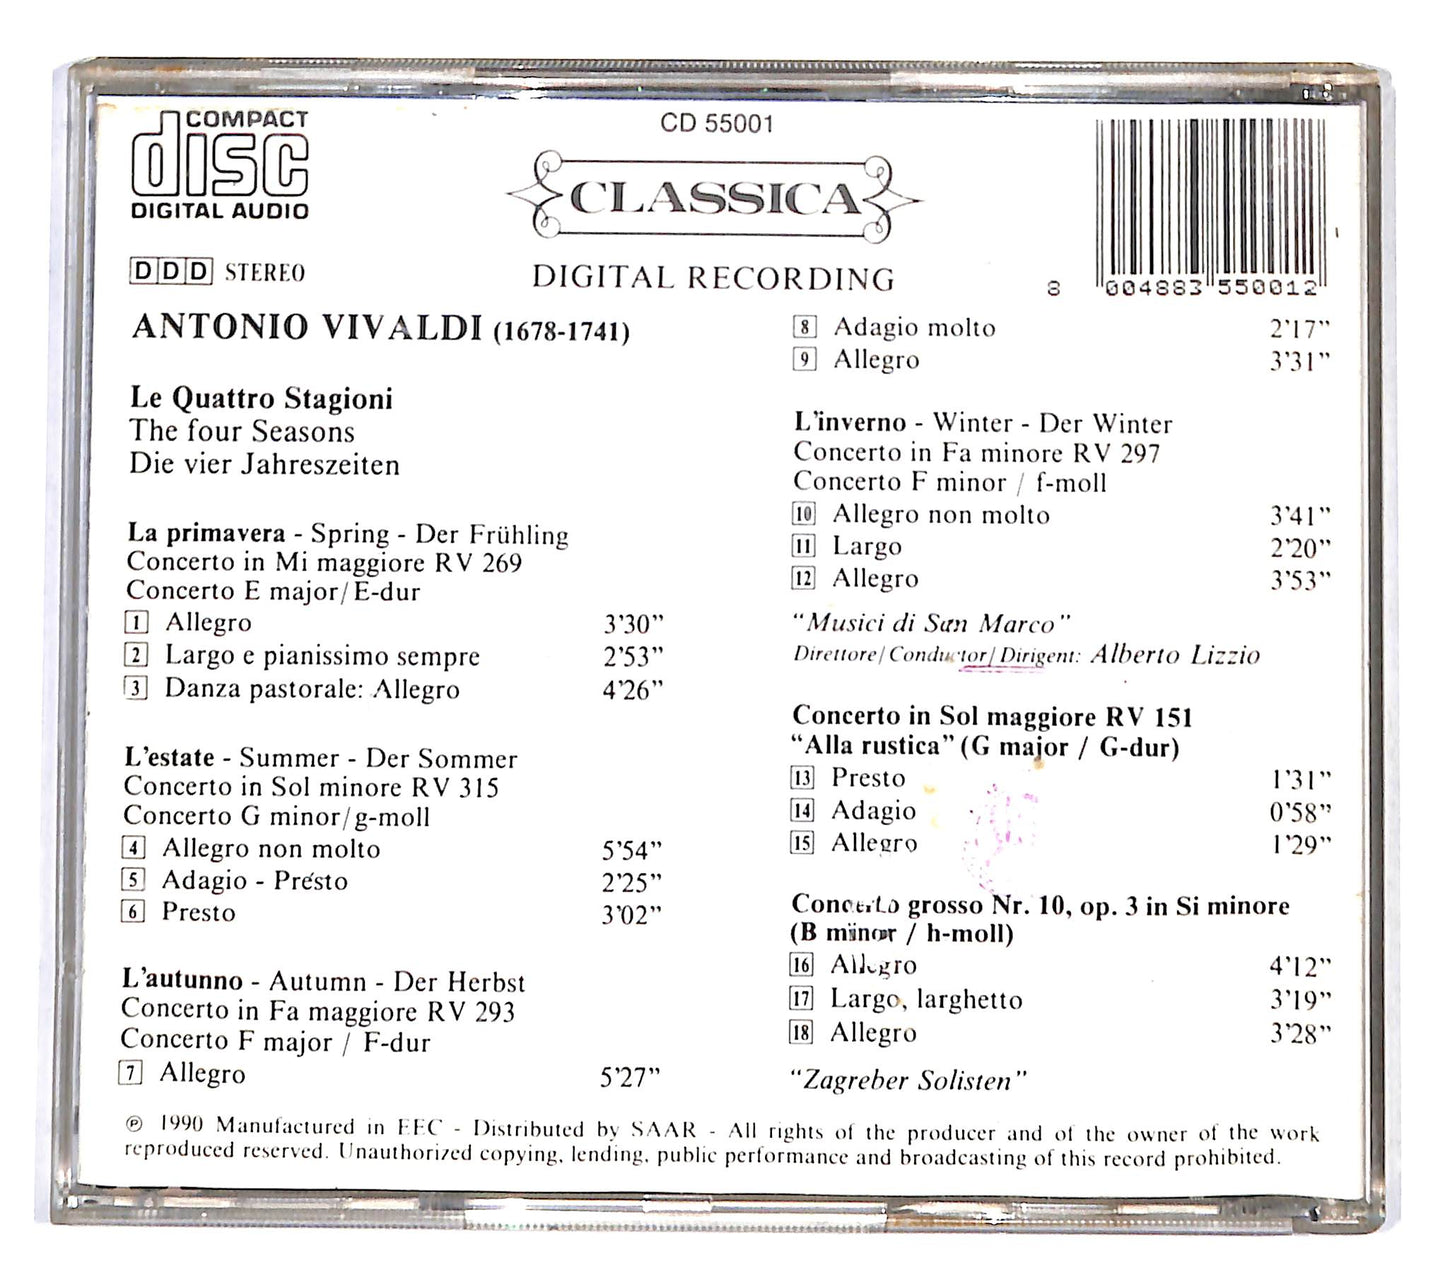 COMPACT
disc
DIGITAL AUDIO
DDD STEREO
CD 55001
CLASSICA
DIGITAL RECORDING
8 004883 550012
ANTONIO VIVALDI (1678-1741)
Le Quattro Stagioni
The four Seasons
Die vier Jahreszeiten
La primavera - Spring - Der Frühling
Concerto in Mi maggiore RV 269
Concerto E major/E-dur
1 Allegro 3'30”
2 Largo e pianissimo sempre 2'53”
3 Danza pastorale: Allegro 4'26”
L'estate - Summer - Der Sommer
Concerto in Sol minore RV 315
Concerto G minor/g-moll
4 Allegro non molto 5'54”
5 Adagio - Presto 2'25”
6 Presto 3'02”
L'autunno - Autumn - Der Herbst
Concerto in Fa maggiore RV 293
Concerto F major / F-dur
7 Allegro 5'27”
8 Adagio molto 2'17”
9 Allegro 3'31”
L'inverno - Winter - Der Winter
Concerto in Fa minore RV 297
Concerto F minor / f-moll
10 Allegro non molto 3'41”
11 Largo 2'20”
12 Allegro 3'53”
“Musici di San Marco”
Direttore/Conductor/Dirigent: Alberto Lizzio
Concerto in Sol maggiore RV 151
“Alla rustica” (G major / G-dur)
13 Presto 1'31”
14 Adagio 0'58”
15 Allegro 1'29”
Concerto grosso Nr. 10, op. 3 in Si minore
(B minor / h-moll)
16 Allegro 4'12”
17 Largo, larghetto 3'19”
18 Allegro 3'28”
“Zagreber Solisten”
℗ 1990 Manufactured in EEC - Distributed by SAAR - All rights of the producer and of the owner of the work
reproduced reserved. Unauthorized copying, lending, public performance and broadcasting of this record prohibited.